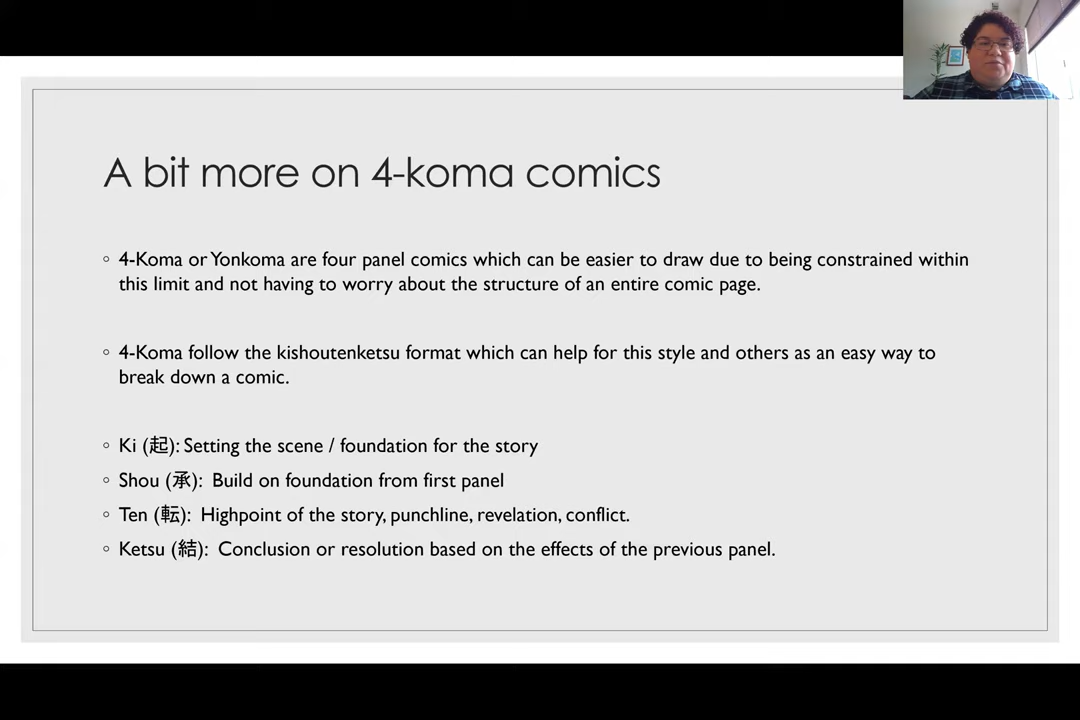 A bit more on 4-koma comics
4-Koma or Yonkoma are four panel comics which can be easier to draw due to being constrained within
this limit and not having to worry about the structure of an entire comic page.
4-Koma follow the kishoutenketsu format which can help for this style and others as an easy way to
break down a comic.
Ki (起): Setting the scene / foundation for the story
Shou (承): Build on foundation from first panel
Ten (転): Highpoint of the story, punchline, revelation, conflict.
Ketsu (結): Conclusion or resolution based on the effects of the previous panel.